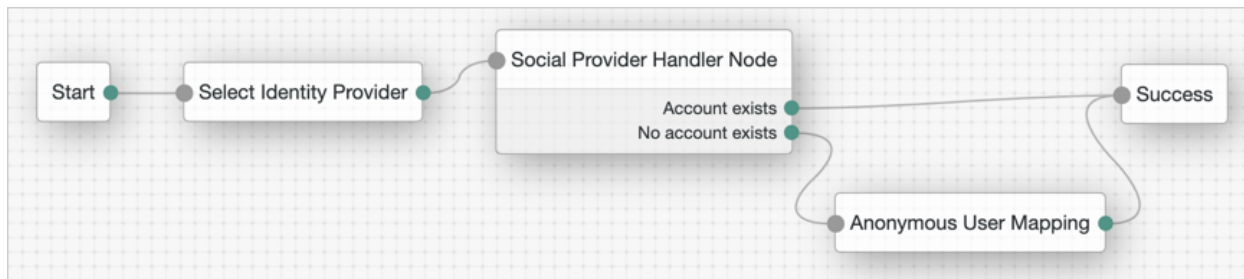 Start
Select Identity Provider
Social Provider Handler Node
Account exists
No account exists
Success
Anonymous User Mapping